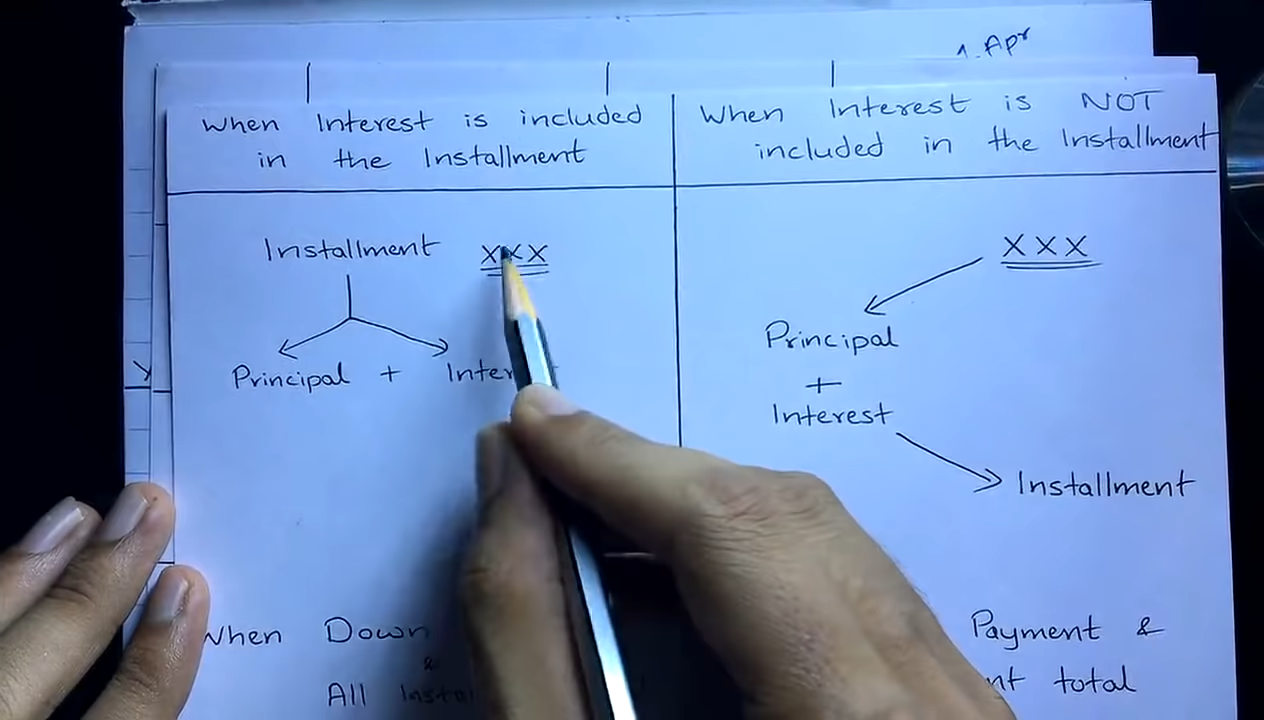 1. Apr
When Interest is included
in the Installment
When Interest is NOT
included in the Installment
Installment XXX
Principal +
XXX
Principal
+
Interest
Installment
When Down
&
All
Payment &
total